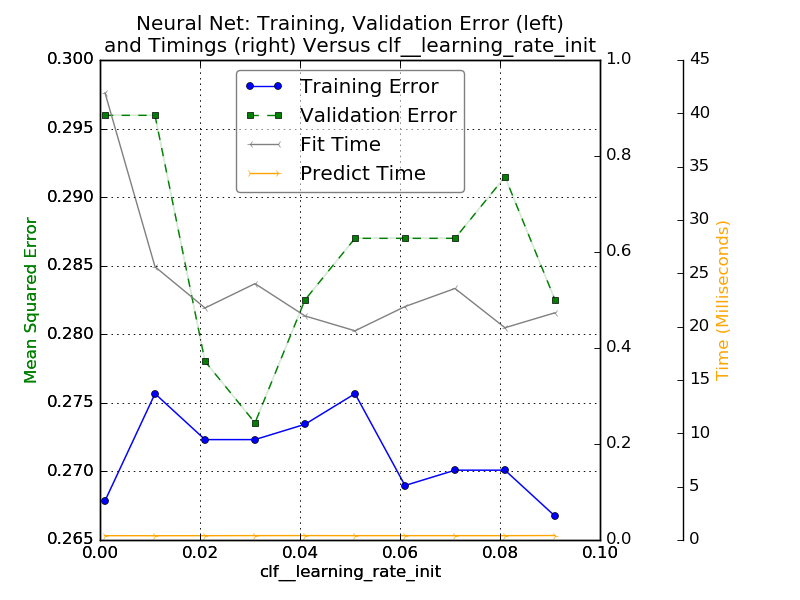 Neural Net: Training, Validation Error (left)
and Timings (right) Versus clf__learning_rate_init
Training Error
Validation Error
Fit Time
Predict Time
Mean Squared Error
0.300
0.295
0.290
0.285
0.280
0.275
0.270
0.265
0.00 0.02 0.04 0.06 0.08 0.10
clf__learning_rate_init
1.0
0.8
0.6
0.4
0.2
0.0
45
40
35
30
25
20
15
10
5
0
Time (Milliseconds)